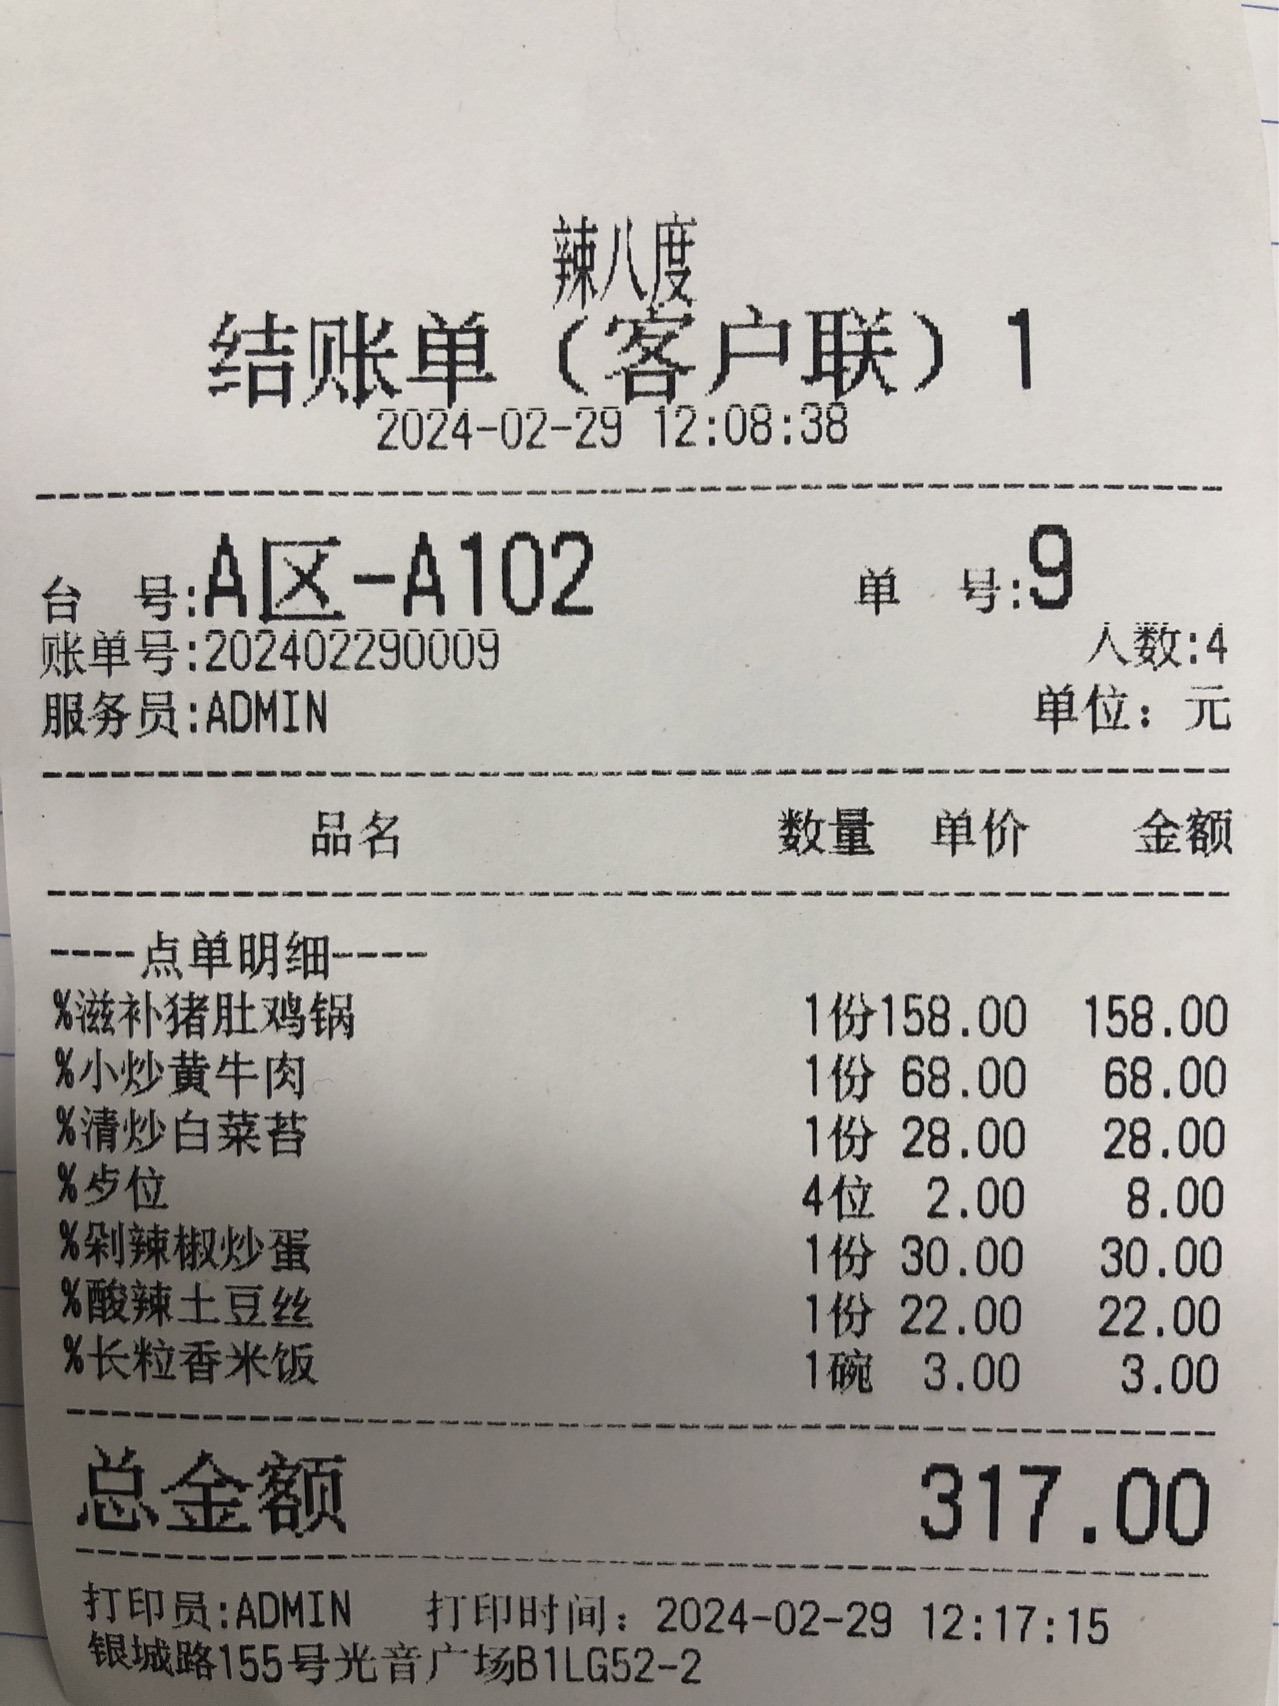 辣八度
结账单（客户联）1
2024-02-29 12:08:38
台 号:A区-A102 单 号:9
账单号:202402290009 人数:4
服务员:ADMIN 单位：元
品名 数量 单价 金额
----点单明细----
%滋补猪肚鸡锅 1份158.00 158.00
%小炒黄牛肉 1份 68.00 68.00
%清炒白菜苔 1份 28.00 28.00
%歺位 4位 2.00 8.00
%剁辣椒炒蛋 1份 30.00 30.00
%酸辣土豆丝 1份 22.00 22.00
%长粒香米饭 1碗 3.00 3.00
总金额 317.00
打印员:ADMIN 打印时间：2024-02-29 12:17:15
银城路155号光音广场B1LG52-2